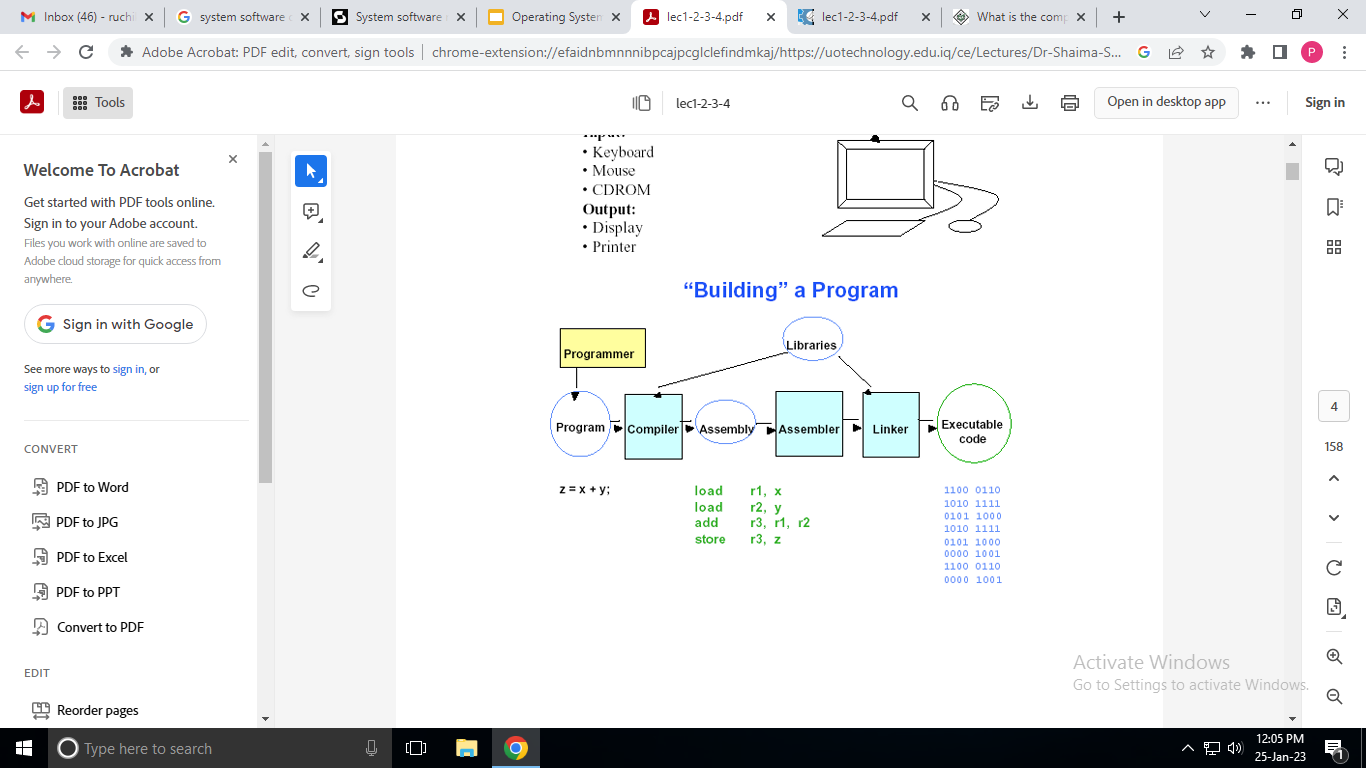 Inbox (46) - ruchi
system software
System software
Operating System
lec1-2-3-4.pdf
lec1-2-3-4.pdf
What is the comp
Adobe Acrobat: PDF edit, convert, sign tools
chrome-extension://efaidnbmnnnibpcajpcglclefindmkaj/https://uotechnology.edu.iq/ce/Lectures/Dr-Shaima-S...
P
Tools
lec1-2-3-4
Open in desktop app
Sign in
Welcome To Acrobat
Get started with PDF tools online.
Sign in to your Adobe account.
Files you work with online are saved to
Adobe cloud storage for quick access from
anywhere.
Sign in with Google
See more ways to sign in, or
sign up for free
CONVERT
PDF to Word
PDF to JPG
PDF to Excel
PDF to PPT
Convert to PDF
EDIT
Reorder pages
Input:
• Keyboard
• Mouse
• CDROM
Output:
• Display
• Printer
“Building” a Program
Programmer
Libraries
Program
Compiler
Assembly
Assembler
Linker
Executable
code
z = x + y;
load r1, x
load r2, y
add r3, r1, r2
store r3, z
1100 0110
1010 1111
0101 1000
1010 1111
0101 1000
0000 1001
1100 0110
0000 1001
4
158
Activate Windows
Go to Settings to activate Windows.
Type here to search
12:05 PM
25-Jan-23
1